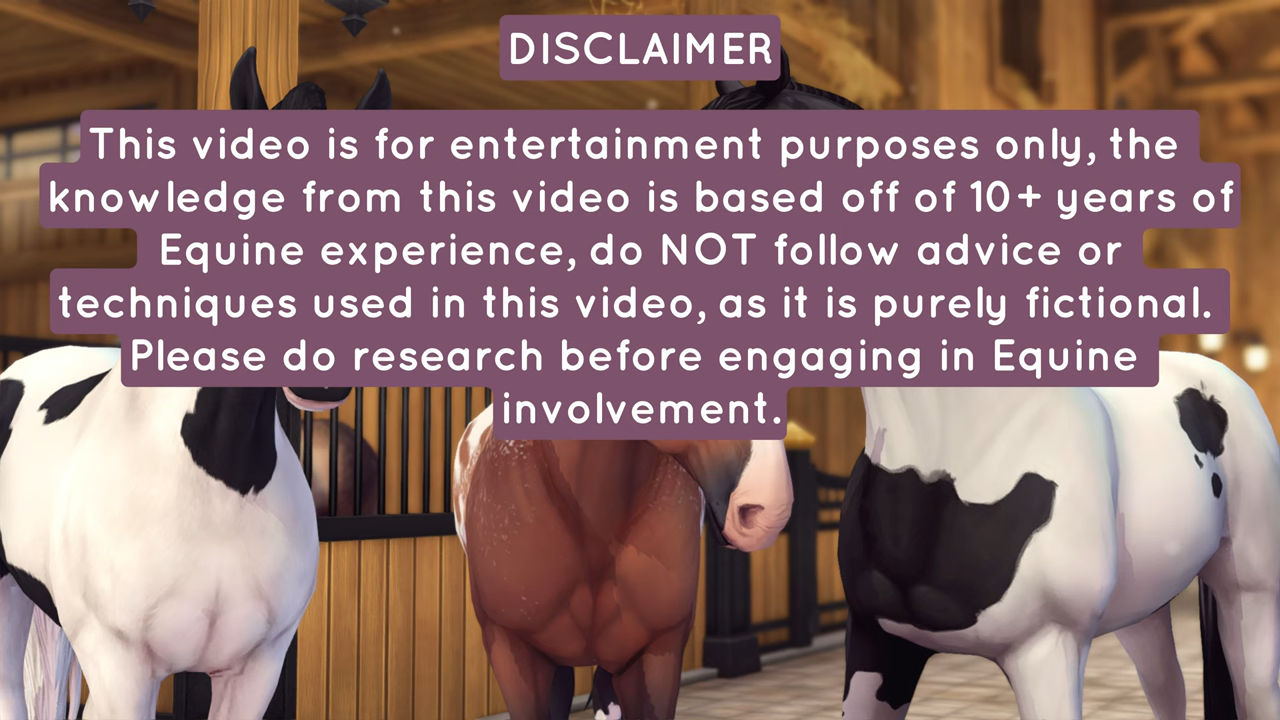 DISCLAIMER
This video is for entertainment purposes only, the
knowledge from this video is based off of 10+ years of
Equine experience, do NOT follow advice or
techniques used in this video, as it is purely fictional.
Please do research before engaging in Equine
involvement.